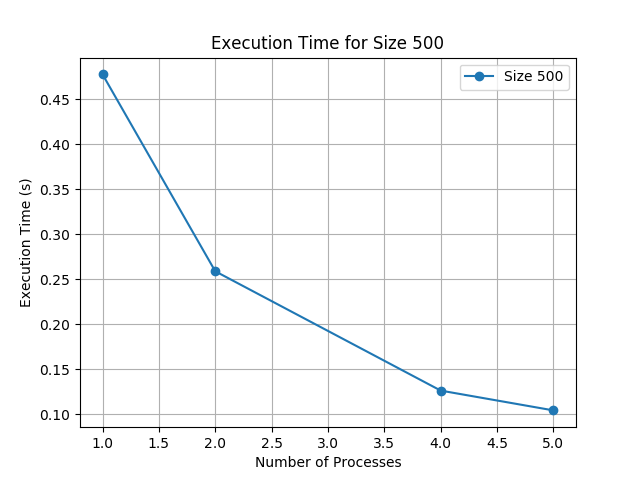 Execution Time for Size 500
Size 500
0.45
0.40
0.35
0.30
0.25
0.20
0.15
0.10
Execution Time (s)
1.0 1.5 2.0 2.5 3.0 3.5 4.0 4.5 5.0
Number of Processes